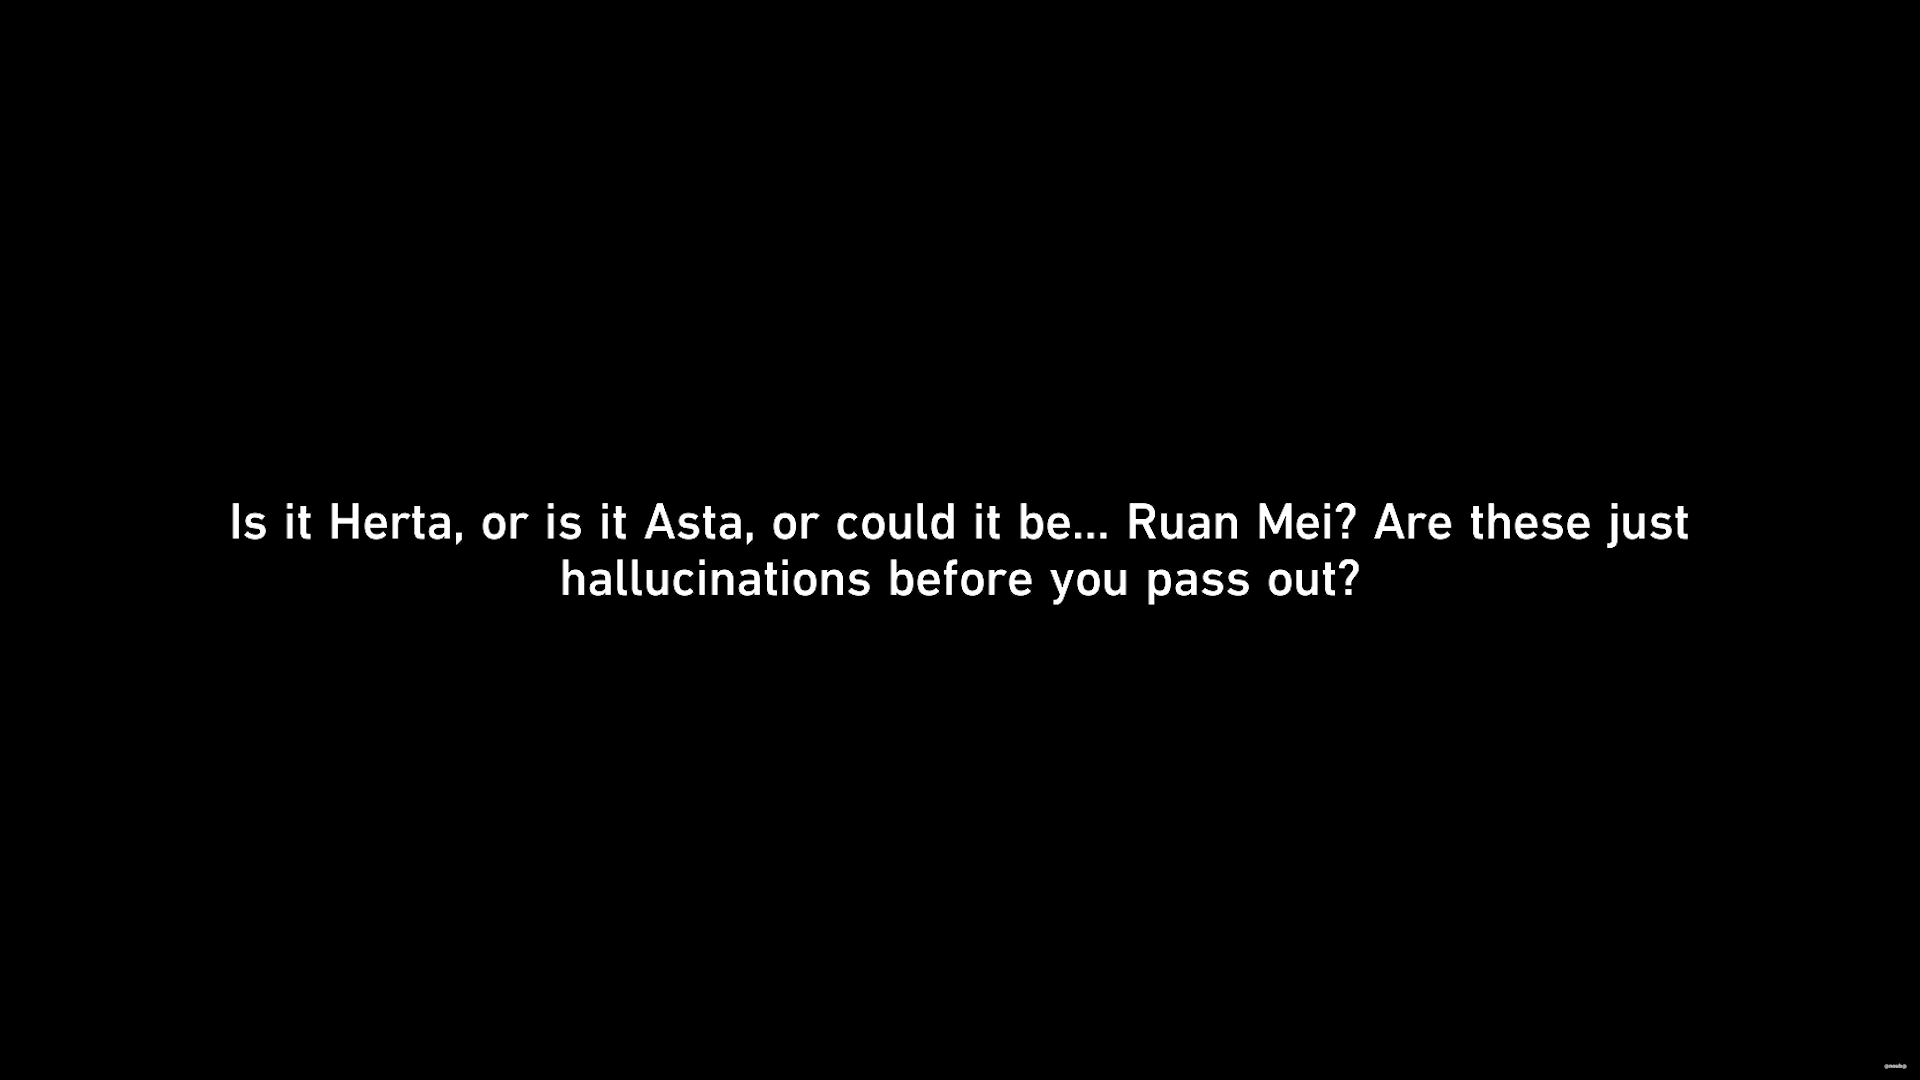 Is it Herta, or is it Asta, or could it be... Ruan Mei? Are these just
hallucinations before you pass out?